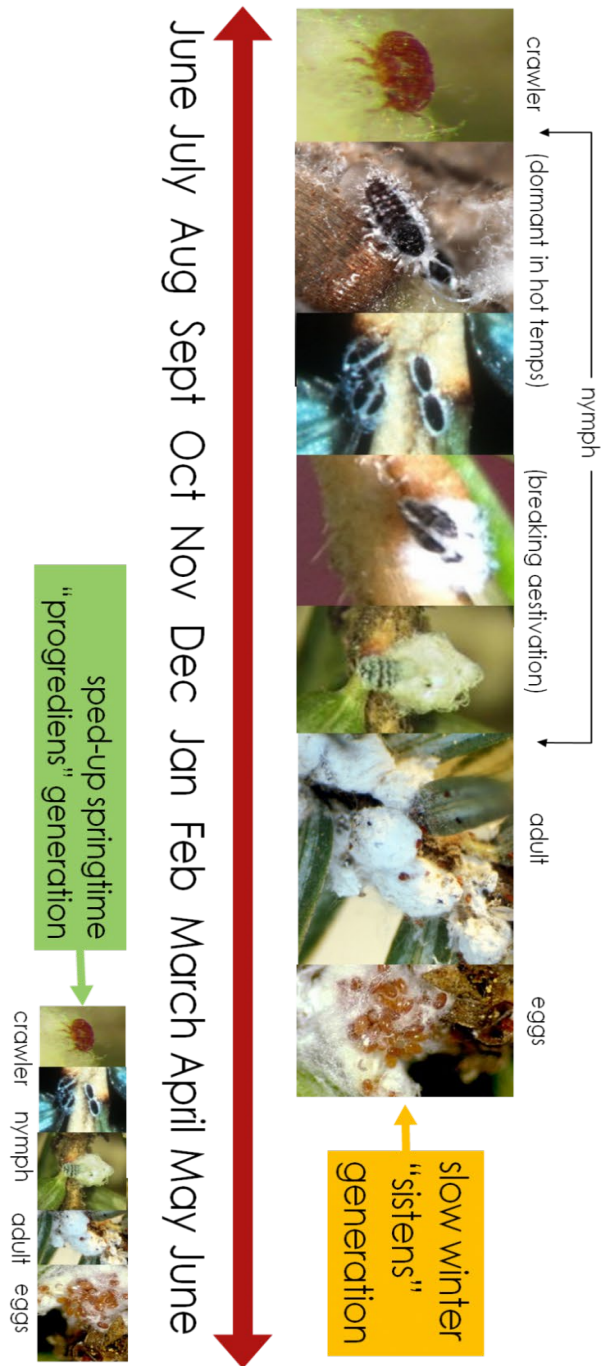 crawler
(dormant in hot temps)
nymph
(breaking aestivation)
adult
eggs
slow winter
"sistens"
generation
June July Aug Sept Oct Nov Dec Jan Feb March April May June
sped-up springtime
"progrediens" generation
crawler nymph adult eggs